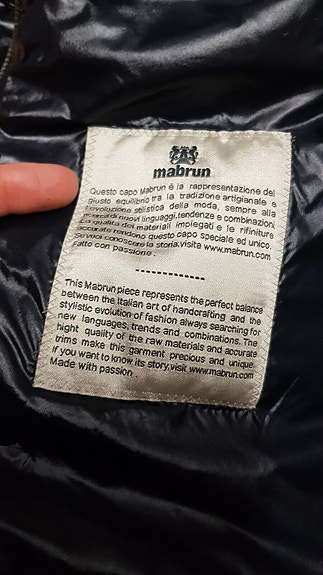 mabrun
Questo capo Mabrun è la rappresentazione del
giusto equilibrio tra la tradizione artigianale e
l'evoluzione stilistica della moda, sempre alla
ricerca di nuovi linguaggi, tendenze e combinazioni
La qualità dei materiali impiegati e le rifiniture
accurate rendono questo capo speciale ed unico.
Se vuoi conoscere la storia, visita www.mabrun.com
Fatto con passione .
------------
This Mabrun piece represents the perfect balance
between the Italian art of handcrafting and the
stylistic evolution of fashion always searching for
new languages, trends and combinations. The
hight quality of the raw materials and accurate
trims make this garment precious and unique.
If you want to know its story,visit www.mabrun.com
Made with passion .